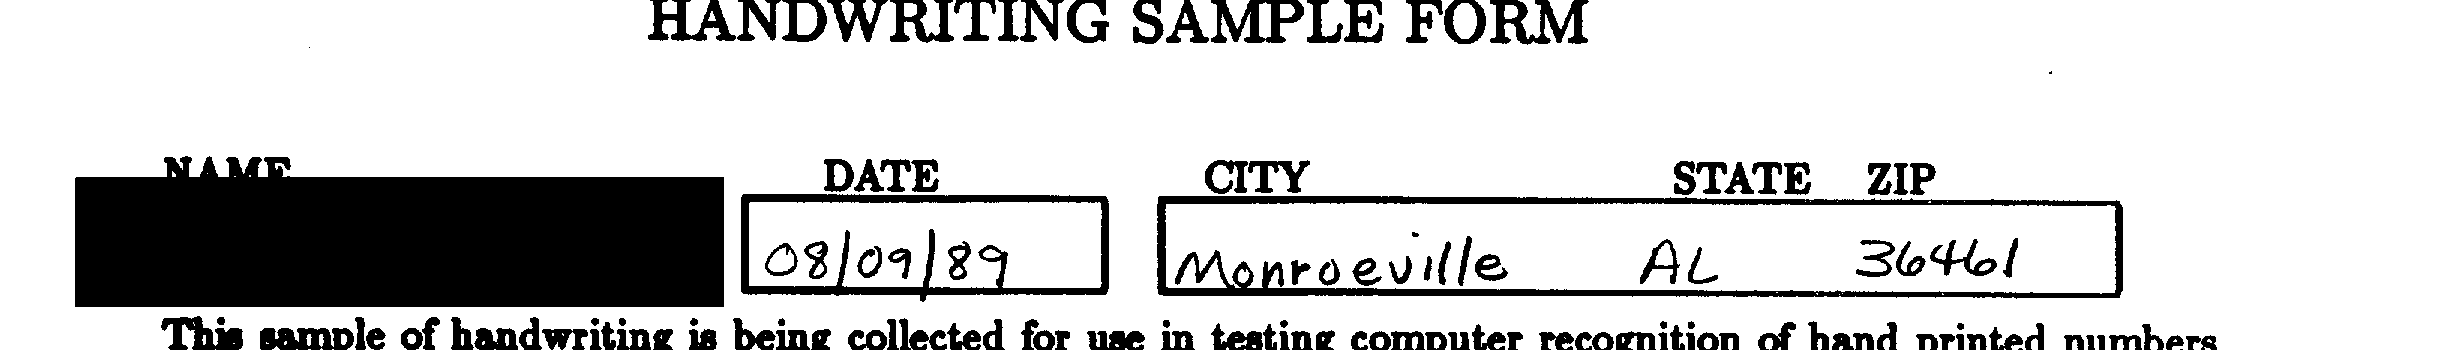 HANDWRITING SAMPLE FORM
NAME DATE CITY STATE ZIP
08/09/89 Monroeville AL 36461
This sample of handwriting is being collected for use in testing computer recognition of hand printed numbers